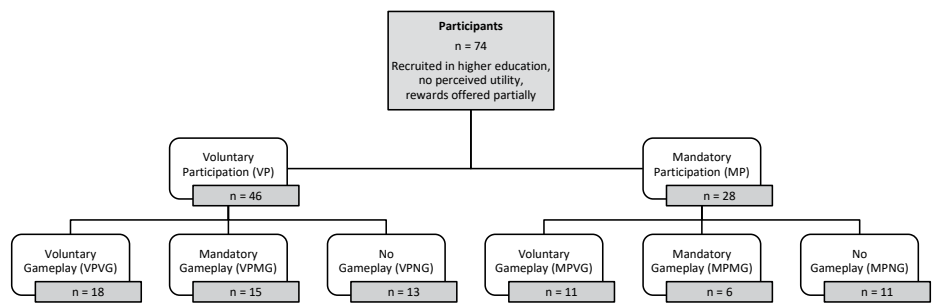 Participants
n = 74
Recruited in higher education,
no perceived utility,
rewards offered partially
Voluntary
Participation (VP)
n = 46
Mandatory
Participation (MP)
n = 28
Voluntary
Gameplay (VPVG)
n = 18
Mandatory
Gameplay (VPMG)
n = 15
No
Gameplay (VPNG)
n = 13
Voluntary
Gameplay (MPVG)
n = 11
Mandatory
Gameplay (MPMG)
n = 6
No
Gameplay (MPNG)
n = 11